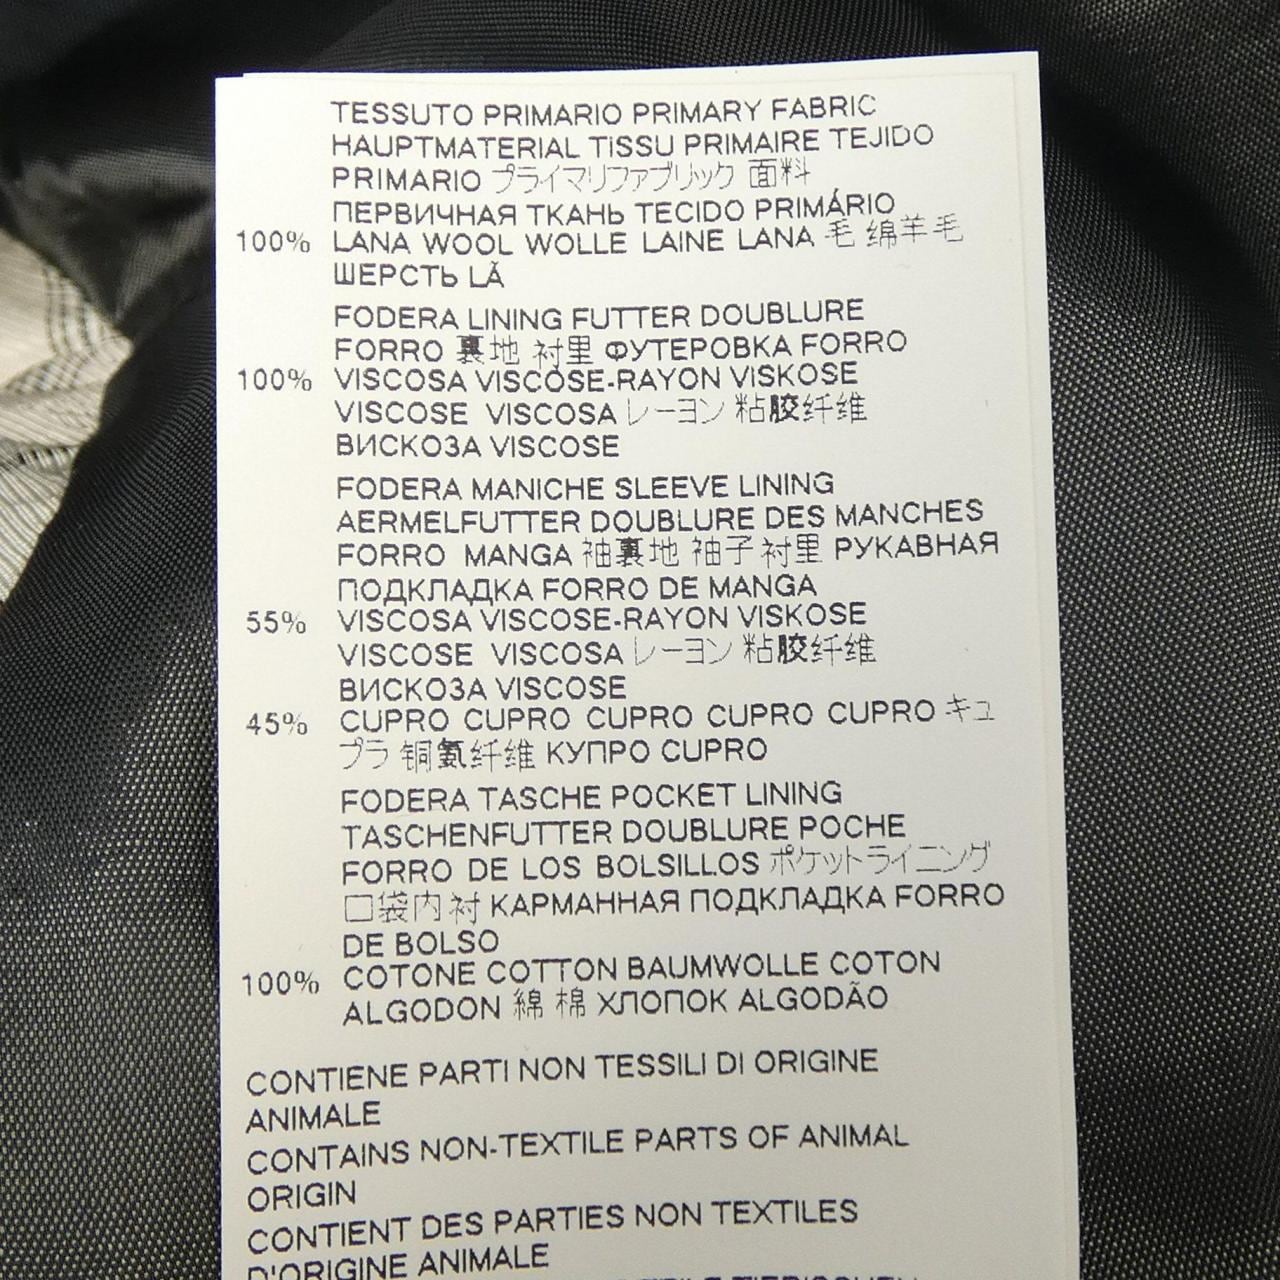 TESSUTO PRIMARIO PRIMARY FABRIC
HAUPTMATERIAL TISSU PRIMAIRE TEJIDO
PRIMARIO プライマリファブリック 面料
ПЕРВИЧНАЯ ТКАНЬ TECIDO PRIMÁRIO
100% LANA WOOL WOLLE LAINE LANA 毛 绵羊毛
ШЕРСТЬ LÃ
FODERA LINING FUTTER DOUBLURE
FORRO 裏地 衬里 ФУТЕРОВКА FORRO
100% VISCOSA VISCOSE-RAYON VISKOSE
VISCOSE VISCOSA レーヨン 粘胶纤维
ВИСКОЗА VISCOSE
FODERA MANICHE SLEEVE LINING
AERMELFUTTER DOUBLURE DES MANCHES
FORRO MANGA 袖裏地 袖子衬里 РУКАВНАЯ
ПОДКЛАДКА FORRO DE MANGA
55% VISCOSA VISCOSE-RAYON VISKOSE
VISCOSE VISCOSA レーヨン 粘胶纤维
ВИСКОЗА VISCOSE
45% CUPRO CUPRO CUPRO CUPRO CUPRO キュ
プラ 铜氨纤维 КУПРО CUPRO
FODERA TASCHE POCKET LINING
TASCHENFUTTER DOUBLURE POCHE
FORRO DE LOS BOLSILLOS ポケットライニング
口袋内衬 КАРМАННАЯ ПОДКЛАДКА FORRO
DE BOLSO
100% COTONE COTTON BAUMWOLLE COTON
ALGODON 綿 棉 ХЛОПОК ALGODÃO
CONTIENE PARTI NON TESSILI DI ORIGINE
ANIMALE
CONTAINS NON-TEXTILE PARTS OF ANIMAL
ORIGIN
CONTIENT DES PARTIES NON TEXTILES
D'ORIGINE ANIMALE